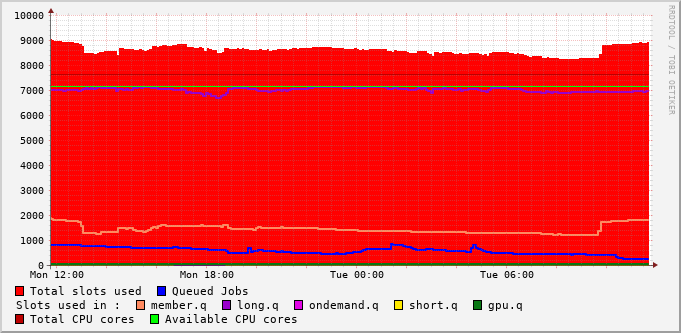 10000
9000
8000
7000
6000
5000
4000
3000
2000
1000
0
Mon 12:00 Mon 18:00 Tue 00:00 Tue 06:00
RRDTOOL / TOBI OETIKER
Total slots used Queued Jobs
Slots used in : member.q long.q ondemand.q short.q gpu.q
Total CPU cores Available CPU cores